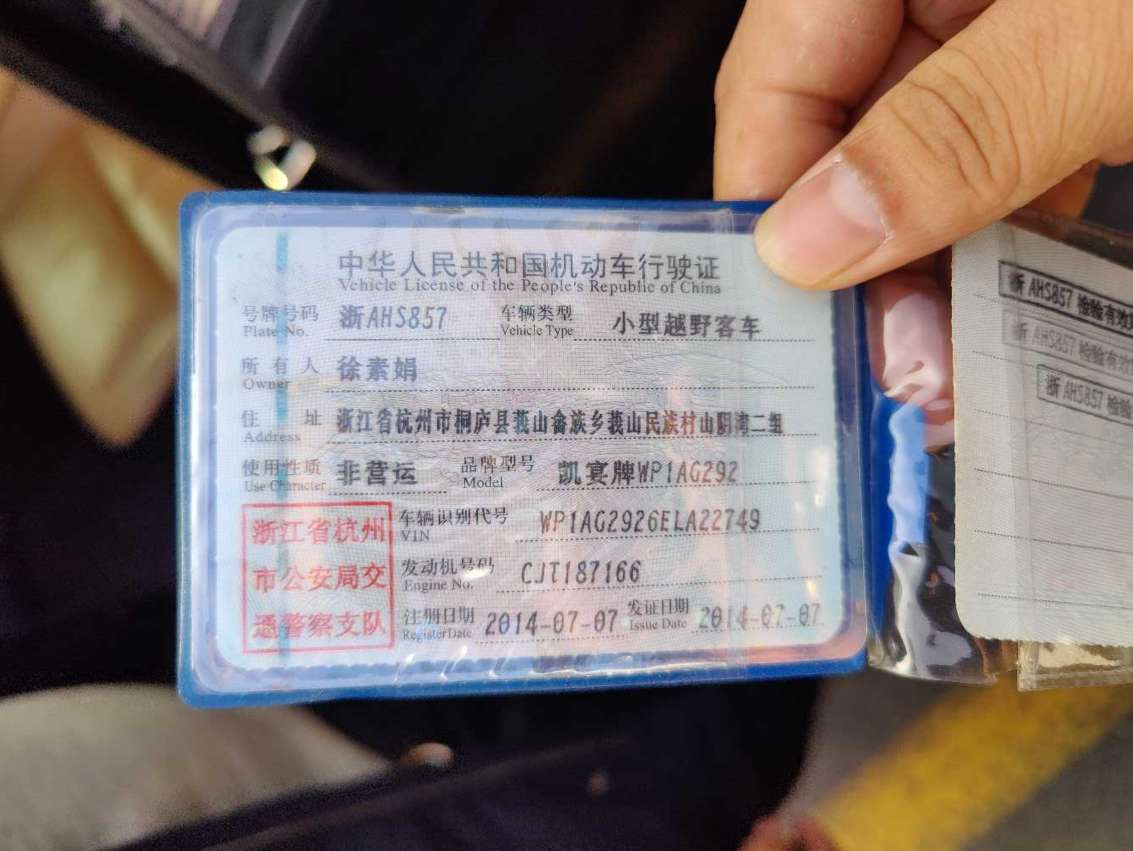 中华人民共和国机动车行驶证
Vehicle License of the People's Republic of China
号牌号码 浙AHS857 车辆类型 小型越野客车
Plate No. Vehicle Type
所有人 徐素娟
Owner
住址 浙江省杭州市桐庐县莪山畲族乡莪山民族村山阴湾二组
Address
使用性质 非营运 品牌型号 凯宴牌WP1AG292
Use Character Model
浙江省杭州
市公安局交
通警察支队
车辆识别代号 WP1AG2926ELA22749
VIN
发动机号码 CJT187166
Engine No.
注册日期 2014-07-07 发证日期 2014-07-07
Register Date Issue Date
浙AHS857 检验有效
浙AHS857 检验有效
浙AHS857 检验